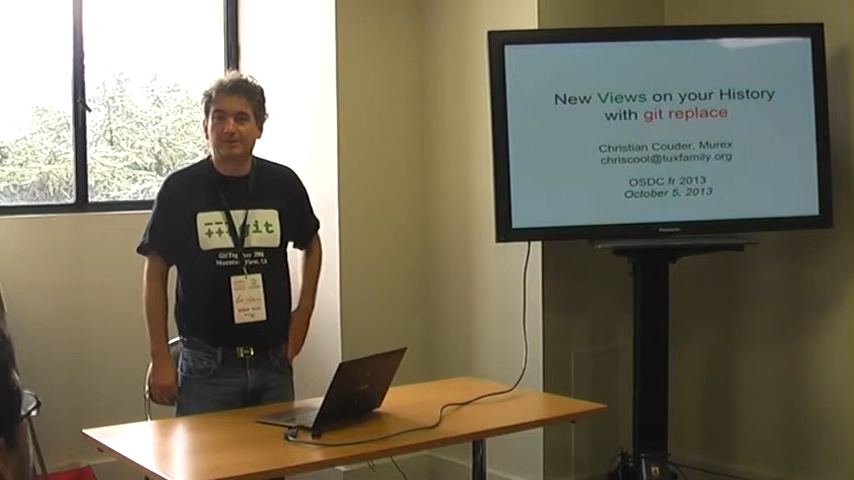 New Views on your History
with git replace
Christian Couder, Murex
chriscool@tuxfamily.org
OSDC.fr 2013
October 5, 2013
Panasonic
git